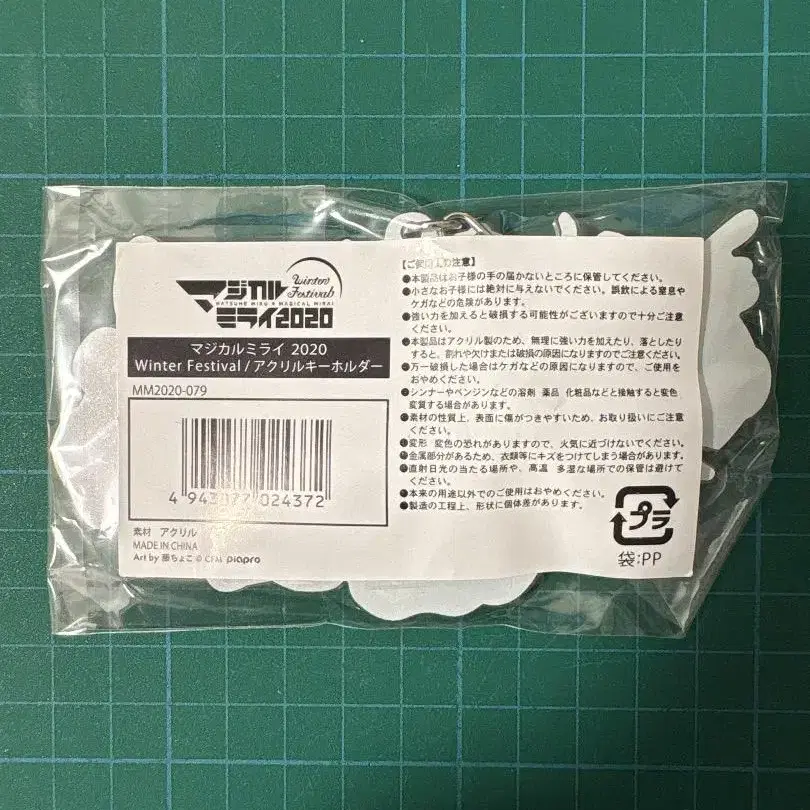 マジカル
Winter
Festival
HATSUNE MIKU MAGICAL MIRAI
ミライ2020
マジカルミライ 2020
Winter Festival / アクリルキーホルダー
MM2020-079
4 943077 024372
素材 アクリル
MADE IN CHINA
Art by 藤ちょこ © CFM piapro
【ご使用上の注意】
●本製品はお子様の手の届かないところに保管してください。
●小さなお子様には絶対に与えないでください。誤飲による窒息や
ケガなどの危険があります。
●強い力を加えると破損する可能性がございますので十分ご注意
ください。
●本製品はアクリル製のため、無理に強い力を加えたり、落としたり
すると、割れや欠けまたは破損の原因になりますのでご注意ください。
●万一破損した場合はケガなどの原因になりますので、ご使用を
おやめください。
●シンナーやベンジンなどの溶剤 薬品 化粧品などと接触すると変色
変質する場合があります。
●素材の性質上、表面に傷がつきやすいため、お取り扱いにご注意
ください。
●変形 変色の恐れがありますので、火気に近づけないでください。
●金属部分があるため、衣類等にキズをつけてしまう場合があります。
●直射日光の当たる場所や、高温 多湿な場所での保管は避けて
ください。
●本来の用途以外でのご使用はおやめください。
●製造の工程上、形状に個体差があります。
プラ
袋:PP